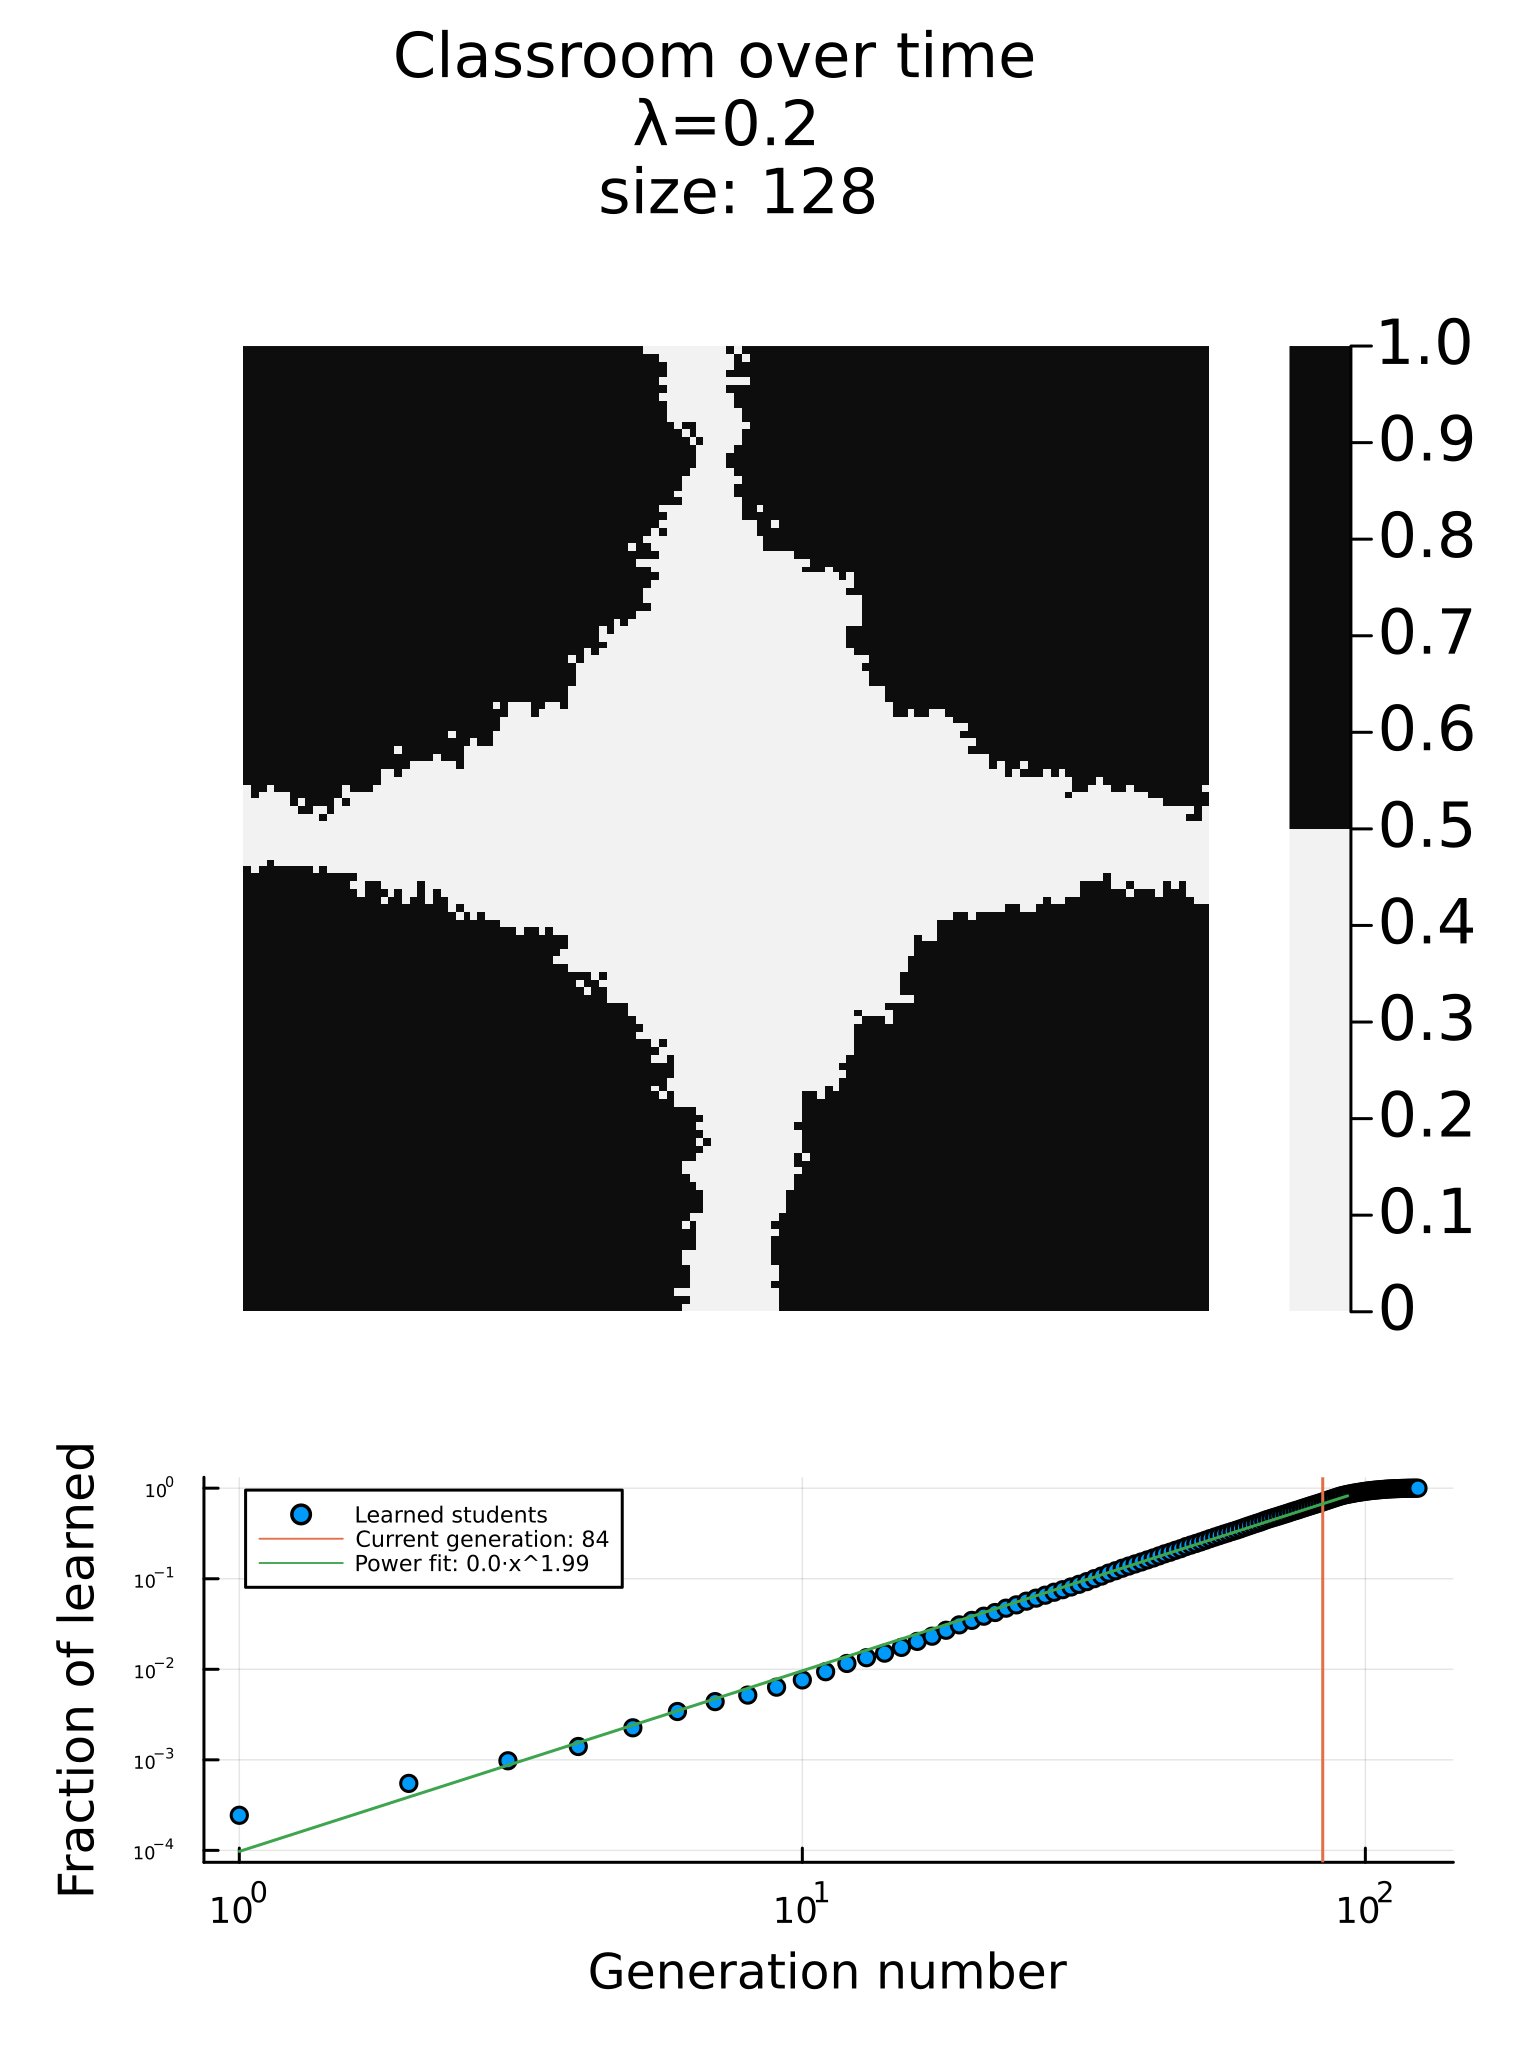 Classroom over time
λ=0.2
size: 128
1.0
0.9
0.8
0.7
0.6
0.5
0.4
0.3
0.2
0.1
0
Fraction of learned
10^0
10^−1
10^−2
10^−3
10^−4
Learned students
Current generation: 84
Power fit: 0.0·x^1.99
10^0 10^1 10^2
Generation number